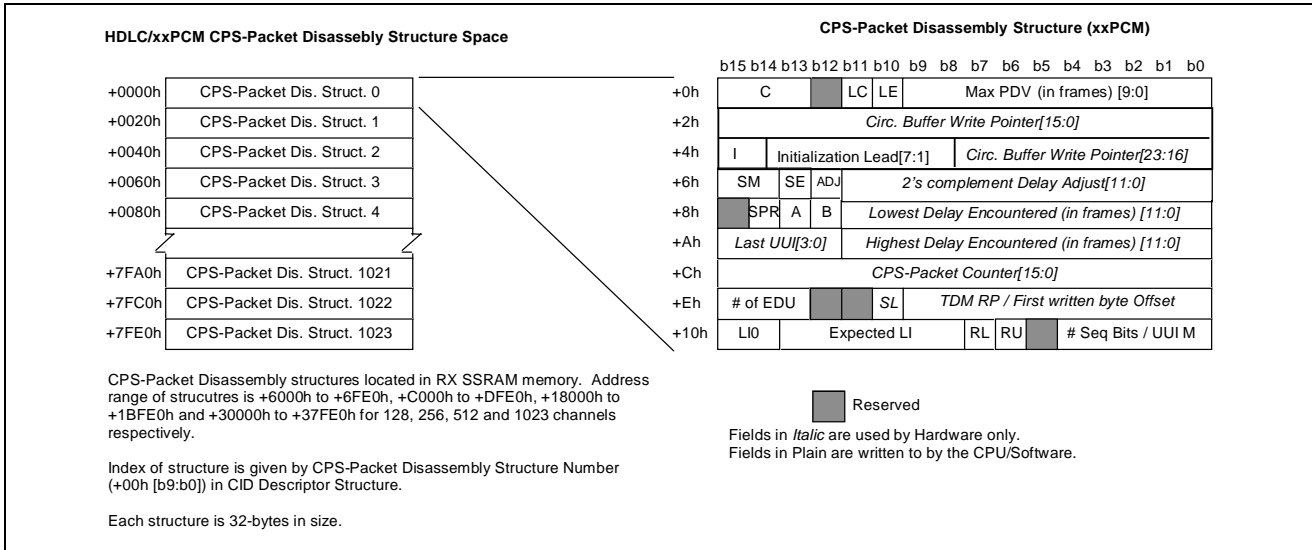 HDLC/xxPCM CPS-Packet Disassebly Structure Space
+0000h CPS-Packet Dis. Struct. 0
+0020h CPS-Packet Dis. Struct. 1
+0040h CPS-Packet Dis. Struct. 2
+0060h CPS-Packet Dis. Struct. 3
+0080h CPS-Packet Dis. Struct. 4
+7FA0h CPS-Packet Dis. Struct. 1021
+7FC0h CPS-Packet Dis. Struct. 1022
+7FE0h CPS-Packet Dis. Struct. 1023
CPS-Packet Disassembly structures located in RX SSRAM memory. Address
range of strucutres is +6000h to +6FE0h, +C000h to +DFE0h, +18000h to
+1BFE0h and +30000h to +37FE0h for 128, 256, 512 and 1023 channels
respectively.
Index of structure is given by CPS-Packet Disassembly Structure Number
(+00h [b9:b0]) in CID Descriptor Structure.
Each structure is 32-bytes in size.
CPS-Packet Disassembly Structure (xxPCM)
b15 b14 b13 b12 b11 b10 b9 b8 b7 b6 b5 b4 b3 b2 b1 b0
+0h C LC LE Max PDV (in frames) [9:0]
+2h Circ. Buffer Write Pointer[15:0]
+4h I Initialization Lead[7:1] Circ. Buffer Write Pointer[23:16]
+6h SM SE ADJ 2's complement Delay Adjust[11:0]
+8h SPR A B Lowest Delay Encountered (in frames) [11:0]
+Ah Last UUI[3:0] Highest Delay Encountered (in frames) [11:0]
+Ch CPS-Packet Counter[15:0]
+Eh # of EDU SL TDM RP / First written byte Offset
+10h LI0 Expected LI RL RU # Seq Bits / UUI M
Reserved
Fields in Italic are used by Hardware only.
Fields in Plain are written to by the CPU/Software.